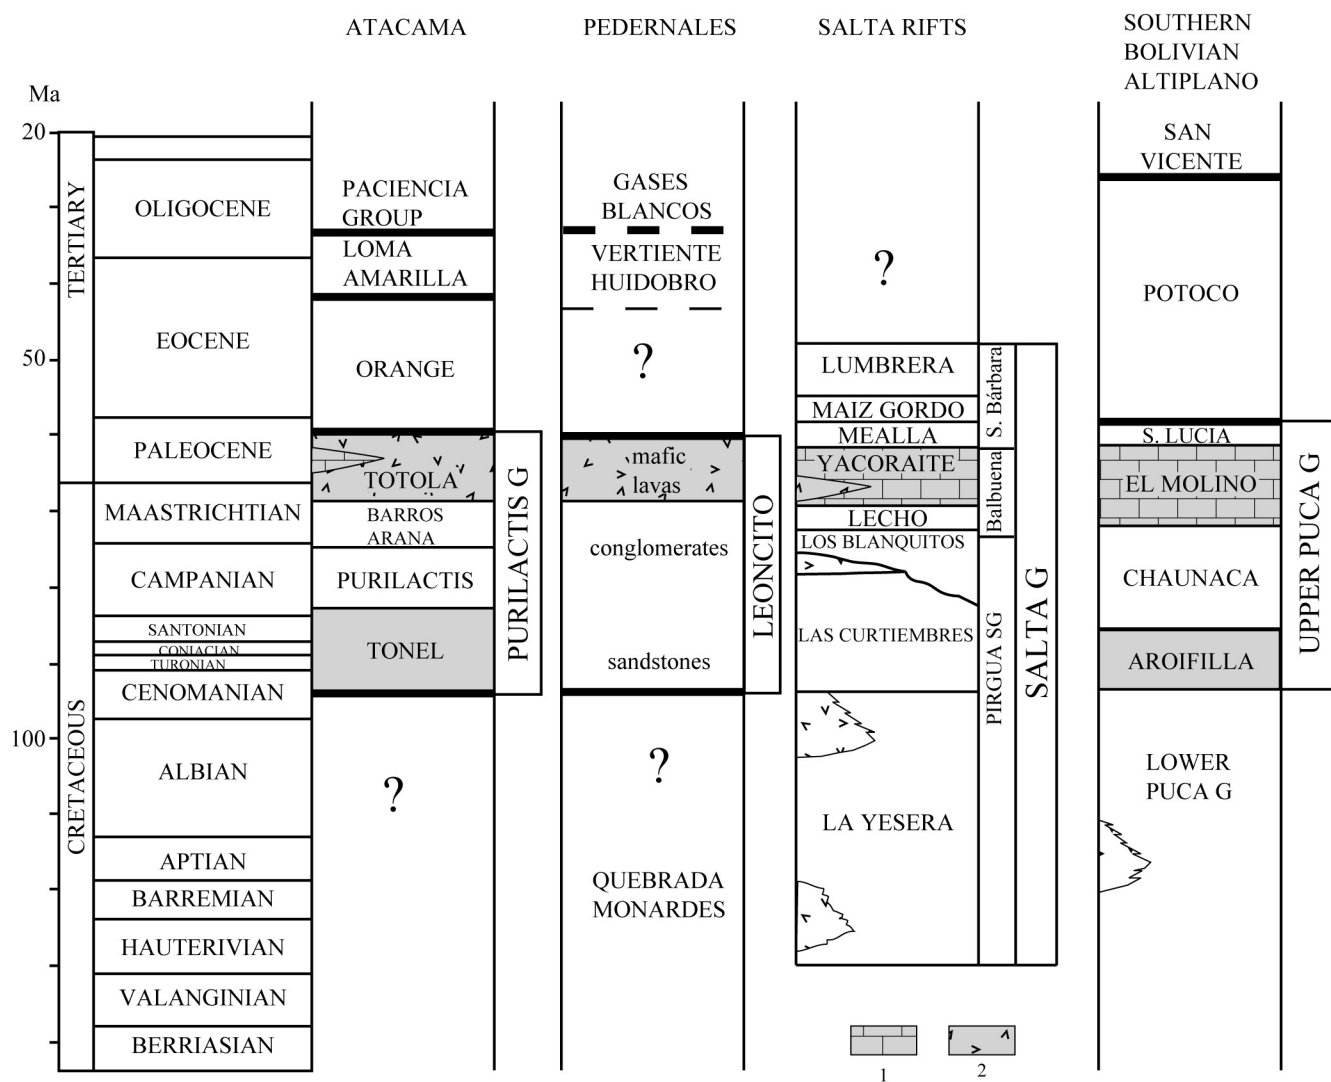 ATACAMA
PEDERNALES
SALTA RIFTS
SOUTHERN
BOLIVIAN
ALTIPLANO
Ma
20
50
100
TERTIARY
CRETACEOUS
OLIGOCENE
EOCENE
PALEOCENE
MAASTRICHTIAN
CAMPANIAN
SANTONIAN
CONIACIAN
TURONIAN
CENOMANIAN
ALBIAN
APTIAN
BARREMIAN
HAUTERIVIAN
VALANGINIAN
BERRIASIAN
PACIENCIA
GROUP
LOMA
AMARILLA
ORANGE
TOTOLA
BARROS
ARANA
PURILACTIS
TONEL
?
PURILACTIS G
GASES
BLANCOS
VERTIENTE
HUIDOBRO
?
mafic
lavas
conglomerates
sandstones
?
QUEBRADA
MONARDES
LEONCITO
?
LUMBRERA
MAIZ GORDO
MEALLA
YACORAITE
LECHO
LOS BLANQUITOS
LAS CURTIEMBRES
LA YESERA
S. Bárbara
Balbuena
PIRGUA SG
SALTA G
SAN
VICENTE
POTOCO
S. LUCIA
EL MOLINO
CHAUNACA
AROIFILLA
LOWER
PUCA G
UPPER PUCA G
1
2